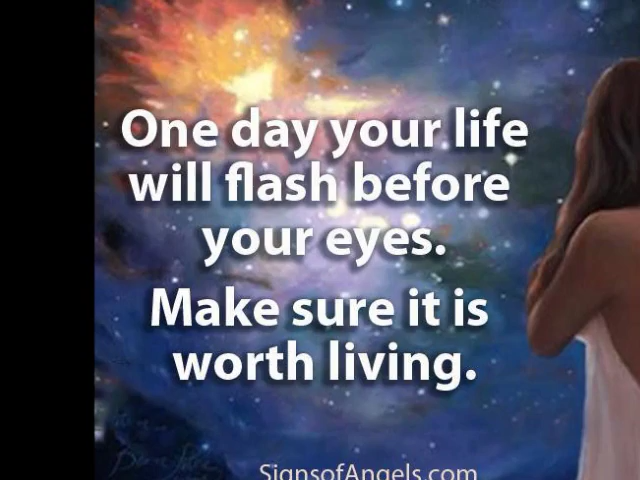 One day your life
will flash before
your eyes.
Make sure it is
worth living.
SignsofAngels.com